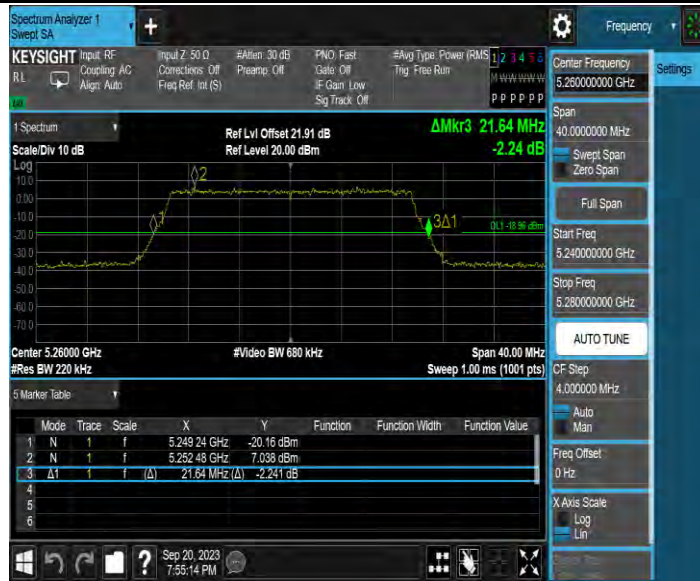 Spectrum Analyzer 1
Swept SA
+
Frequency
KEYSIGHT
RL
Input: RF
Coupling: AC
Align: Auto
Input Z: 50 Ω
Corrections: Off
Freq Ref: Int (S)
#Atten: 30 dB
Preamp: Off
PNO: Fast
Gate: Off
IF Gain: Low
Sig Track: Off
#Avg Type: Power (RMS
Trig: Free Run
1 2 3 4 5 6
M W W W W W
P P P P P P
1 Spectrum
Scale/Div 10 dB
Ref Lvl Offset 21.91 dB
Ref Level 20.00 dBm
ΔMkr3 21.64 MHz
-2.24 dB
Log
10.0
0.00
-10.0
-20.0
-30.0
-40.0
-50.0
-60.0
-70.0
2
1
3Δ1
DL1 -18.96 dBm
Center 5.26000 GHz
#Res BW 220 kHz
#Video BW 680 kHz
Span 40.00 MHz
Sweep 1.00 ms (1001 pts)
5 Marker Table
Mode Trace Scale X Y Function Function Width Function Value
1 N 1 f 5.249 24 GHz -20.16 dBm
2 N 1 f 5.252 48 GHz 7.038 dBm
3 Δ1 1 f (Δ) 21.64 MHz (Δ) -2.241 dB
4
5
6
Sep 20, 2023
7:55:14 PM
Center Frequency
5.260000000 GHz
Settings
Span
40.0000000 MHz
Swept Span
Zero Span
Full Span
Start Freq
5.240000000 GHz
Stop Freq
5.280000000 GHz
AUTO TUNE
CF Step
4.000000 MHz
Auto
Man
Freq Offset
0 Hz
X Axis Scale
Log
Lin